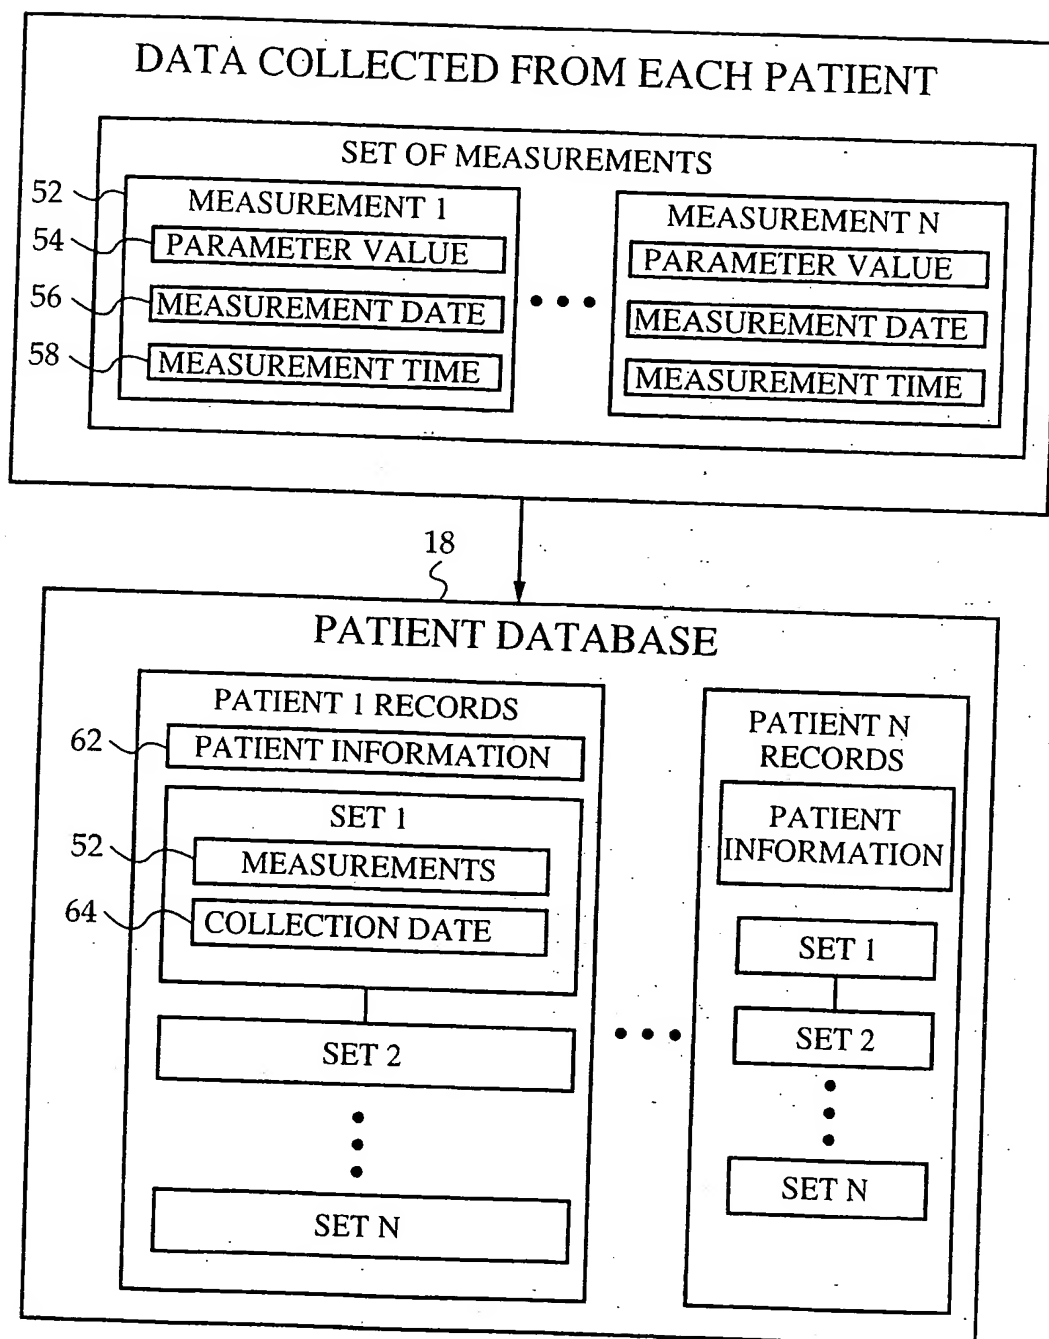 DATA COLLECTED FROM EACH PATIENT
SET OF MEASUREMENTS
52
MEASUREMENT 1
54
PARAMETER VALUE
56
MEASUREMENT DATE
58
MEASUREMENT TIME
MEASUREMENT N
PARAMETER VALUE
MEASUREMENT DATE
MEASUREMENT TIME
18
PATIENT DATABASE
PATIENT 1 RECORDS
62
PATIENT INFORMATION
SET 1
52
MEASUREMENTS
64
COLLECTION DATE
SET 2
SET N
PATIENT N
RECORDS
PATIENT
INFORMATION
SET 1
SET 2
SET N